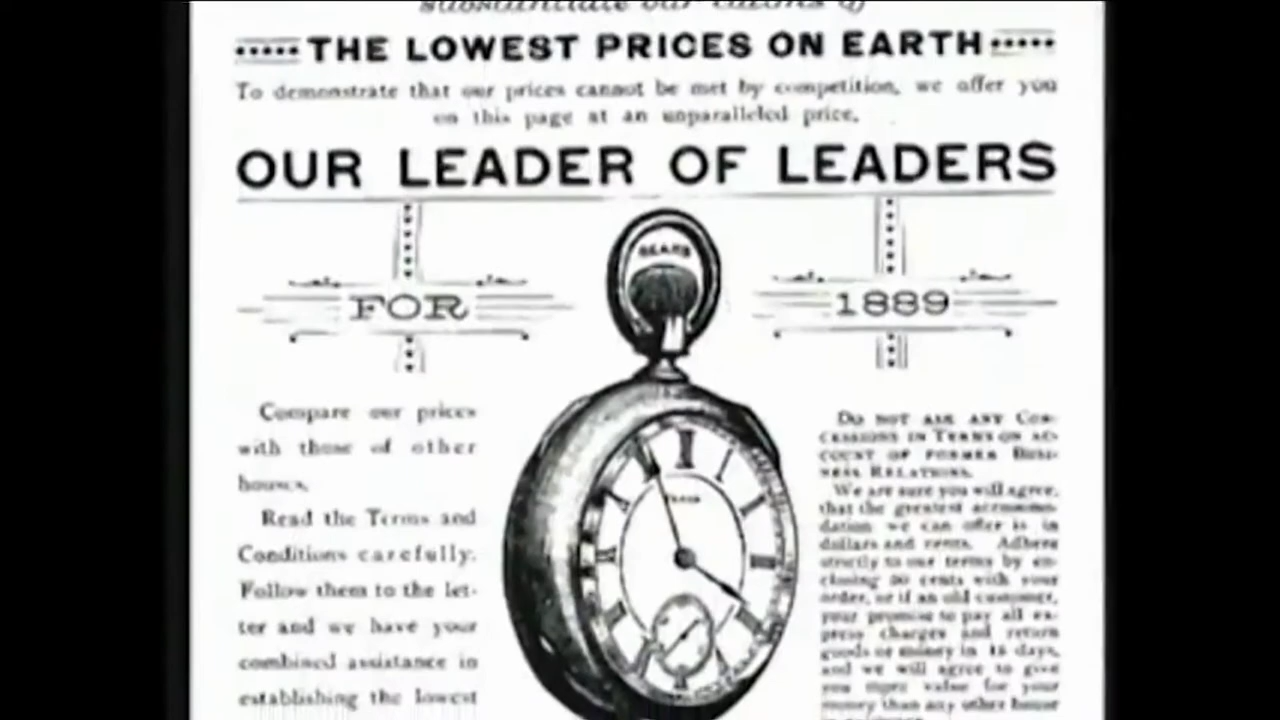 substantiate our claims of
THE LOWEST PRICES ON EARTH
To demonstrate that our prices cannot be met by competition, we offer you
on this page at an unparalleled price,
OUR LEADER OF LEADERS
SEARS
FOR
1889
Compare our prices
with those of other
houses.
Read the Terms and
Conditions carefully.
Follow them to the let-
ter and we have your
combined assistance in
establishing the lowest
DO NOT ASK ANY CON-
CESSIONS IN TERMS ON AC-
COUNT OF FORMER BUSI-
NESS RELATIONS.
We are sure you will agree,
that the greatest accommo-
dation we can offer is in
dollars and cents. Adhere
strictly to our terms by en-
closing 50 cents with your
order, or if an old customer,
your promise to pay all ex-
press charges and return
goods or money in 15 days,
and we will agree to give
you more value for your
money than any other house